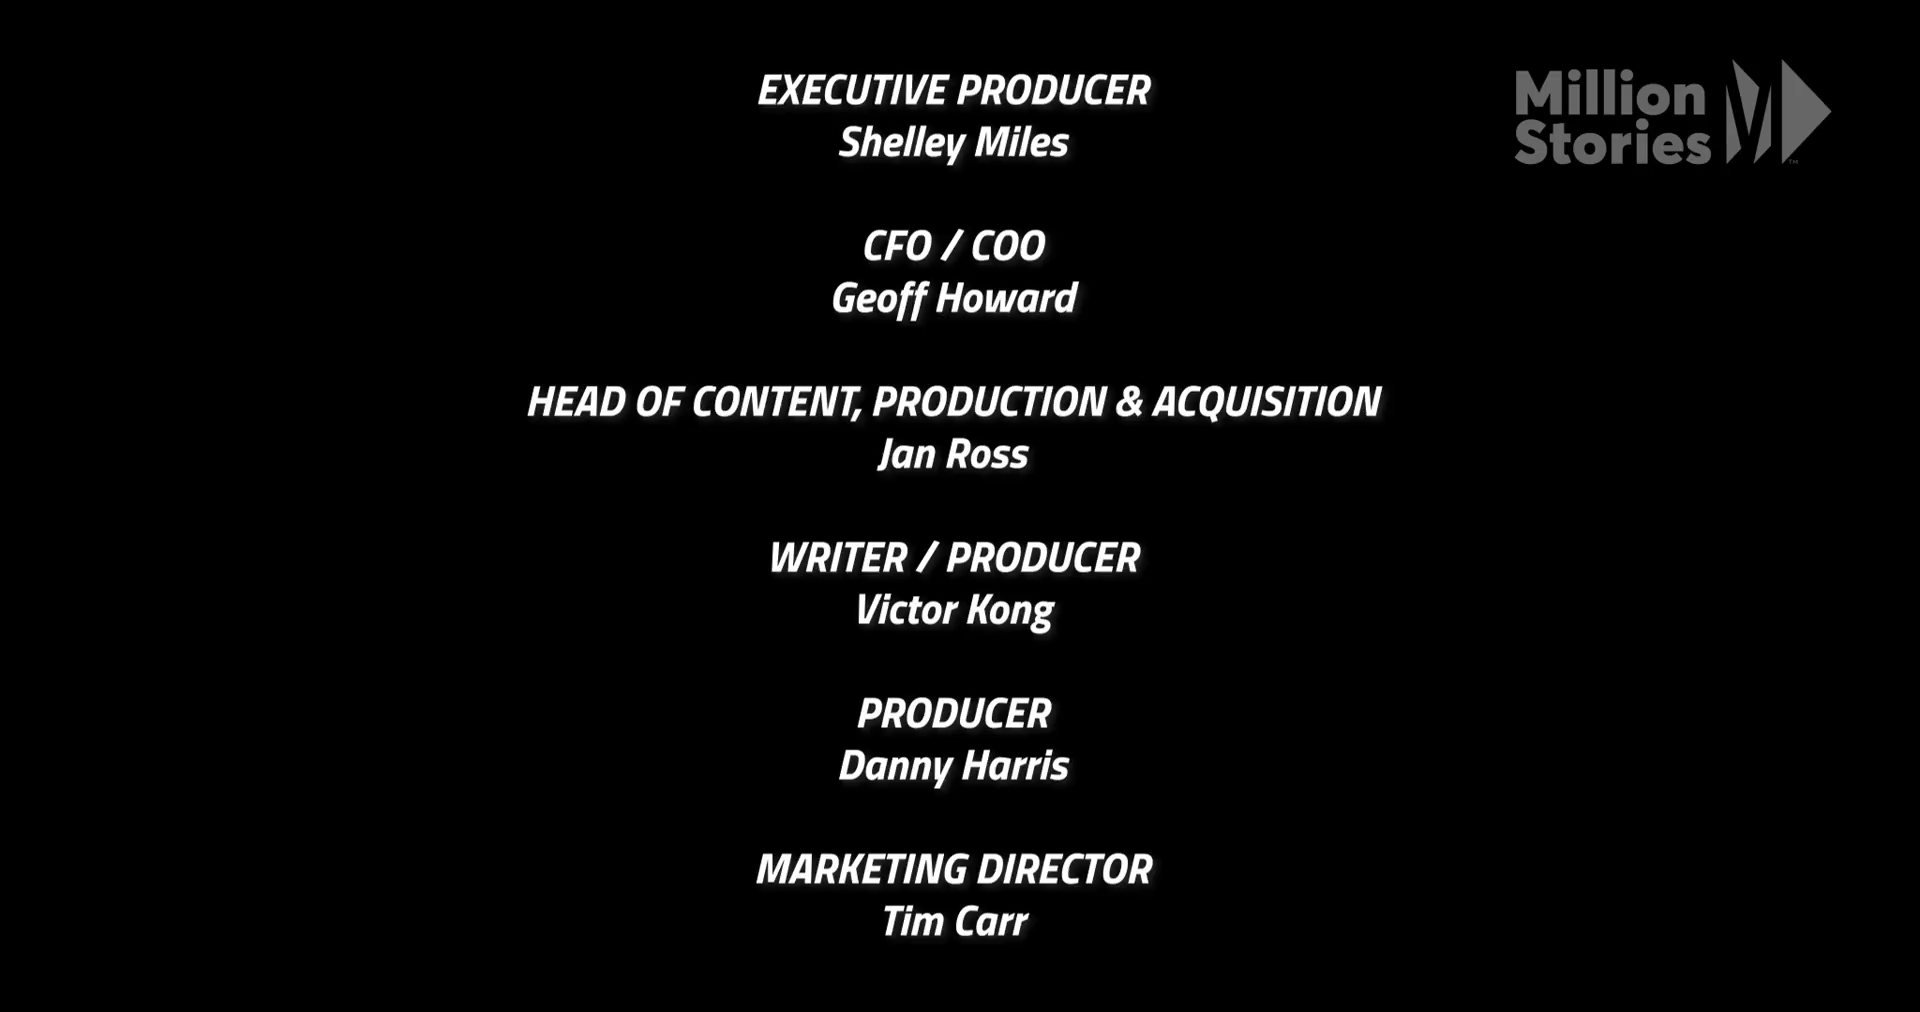 EXECUTIVE PRODUCER
Shelley Miles
CFO / COO
Geoff Howard
HEAD OF CONTENT, PRODUCTION & ACQUISITION
Jan Ross
WRITER / PRODUCER
Victor Kong
PRODUCER
Danny Harris
MARKETING DIRECTOR
Tim Carr
Million
Stories
TM